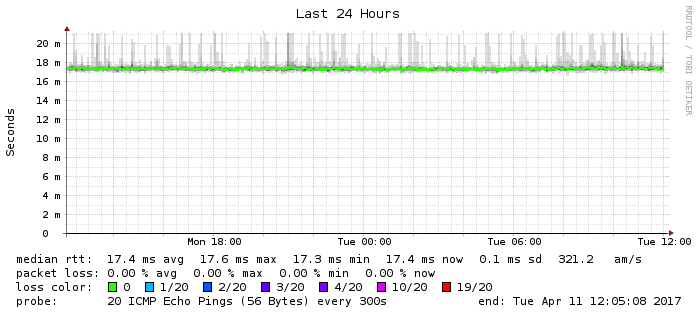 Last 24 Hours
RRDTOOL / TOBI OETIKER
Seconds
20 m
18 m
16 m
14 m
12 m
10 m
8 m
6 m
4 m
2 m
0
Mon 18:00 Tue 00:00 Tue 06:00 Tue 12:00
median rtt: 17.4 ms avg 17.6 ms max 17.3 ms min 17.4 ms now 0.1 ms sd 321.2 am/s
packet loss: 0.00 % avg 0.00 % max 0.00 % min 0.00 % now
loss color: 0 1/20 2/20 3/20 4/20 10/20 19/20
probe: 20 ICMP Echo Pings (56 Bytes) every 300s end: Tue Apr 11 12:05:08 2017